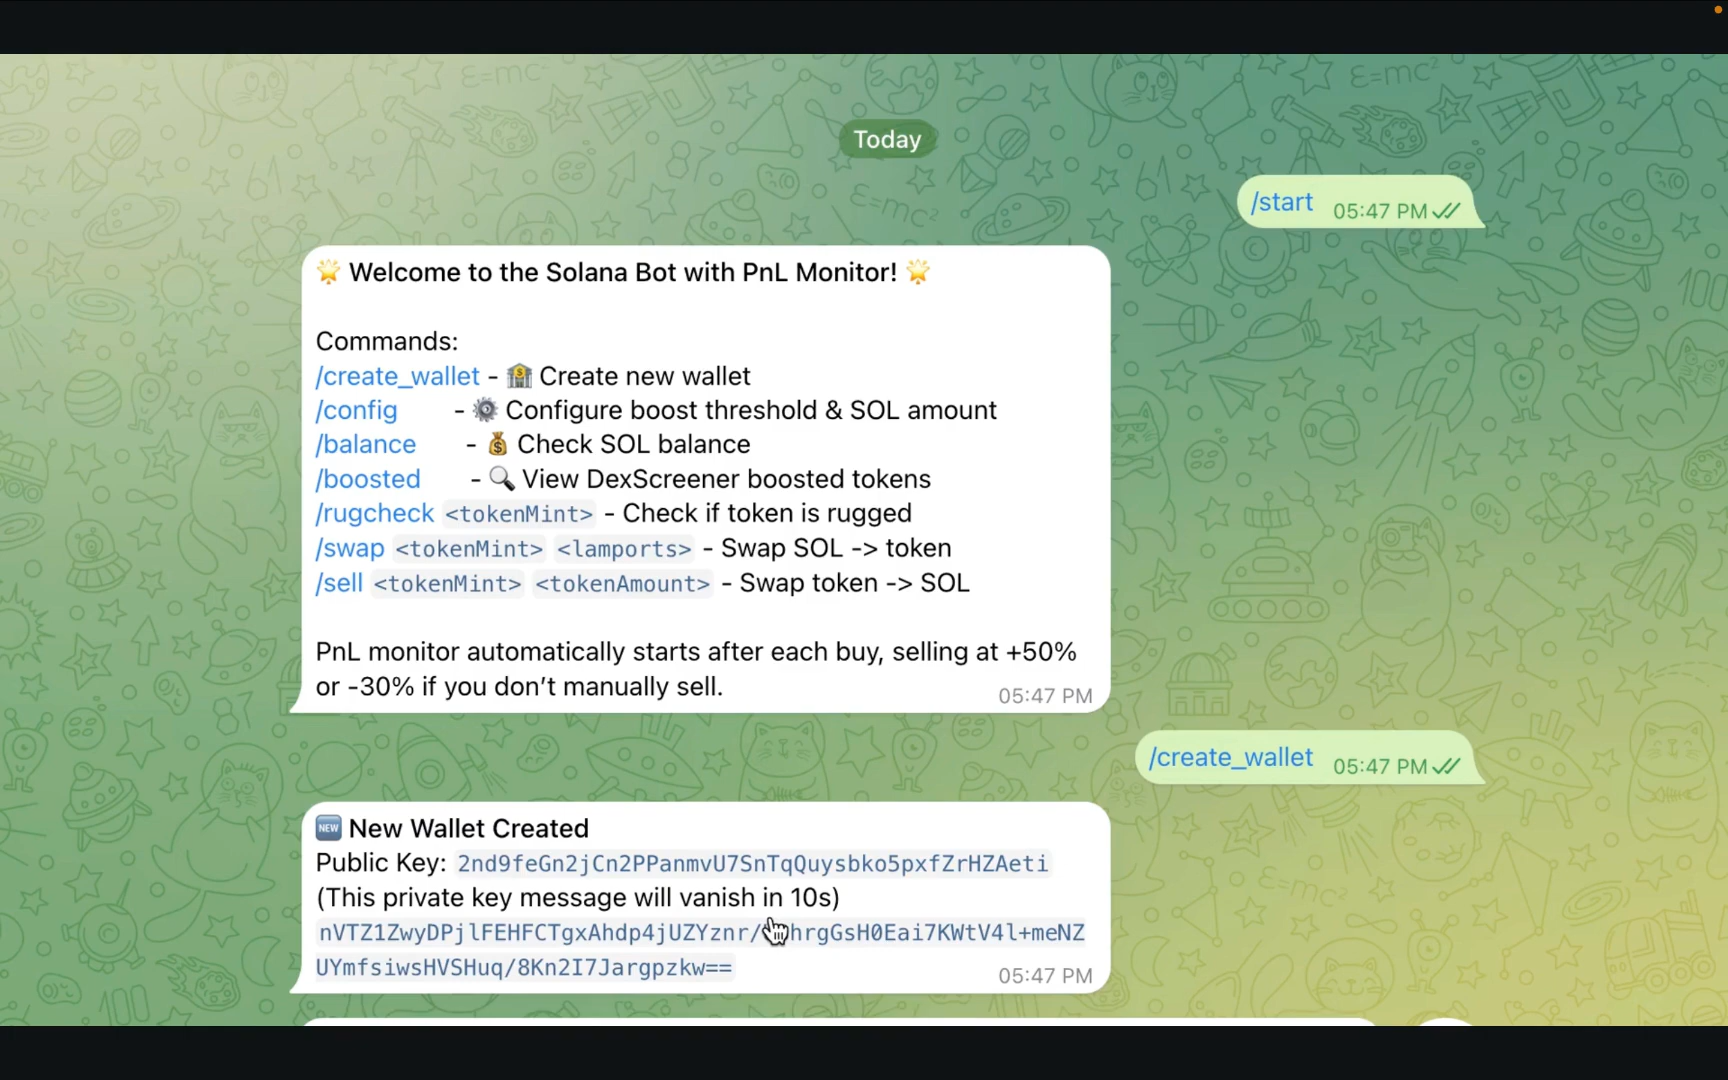 Today
/start 05:47 PM
🌟 Welcome to the Solana Bot with PnL Monitor! 🌟
Commands:
/create_wallet - 🏦 Create new wallet
/config - ⚙️ Configure boost threshold & SOL amount
/balance - 💰 Check SOL balance
/boosted - 🔍 View DexScreener boosted tokens
/rugcheck <tokenMint> - Check if token is rugged
/swap <tokenMint> <lamports> - Swap SOL -> token
/sell <tokenMint> <tokenAmount> - Swap token -> SOL
PnL monitor automatically starts after each buy, selling at +50%
or -30% if you don’t manually sell.
05:47 PM
/create_wallet 05:47 PM
🆕 New Wallet Created
Public Key: 2nd9feGn2jCn2PPanmvU7SnTqQuysbko5pxfZrHZAeti
(This private key message will vanish in 10s)
nVTZ1ZwyDPjlFEHFCTgxAhdp4jUZYznr/ hrgGsH0Eai7KWtV4l+meNZ
UYmfsiwsHVSHuq/8Kn2I7Jargpzkw==
05:47 PM